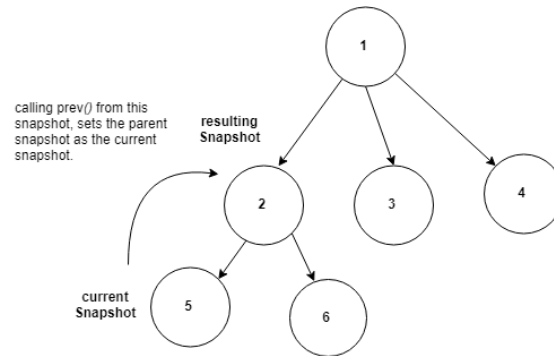 1
calling prev() from this
snapshot, sets the parent
snapshot as the current
snapshot.
resulting
Snapshot
2
3
4
current
Snapshot
5
6